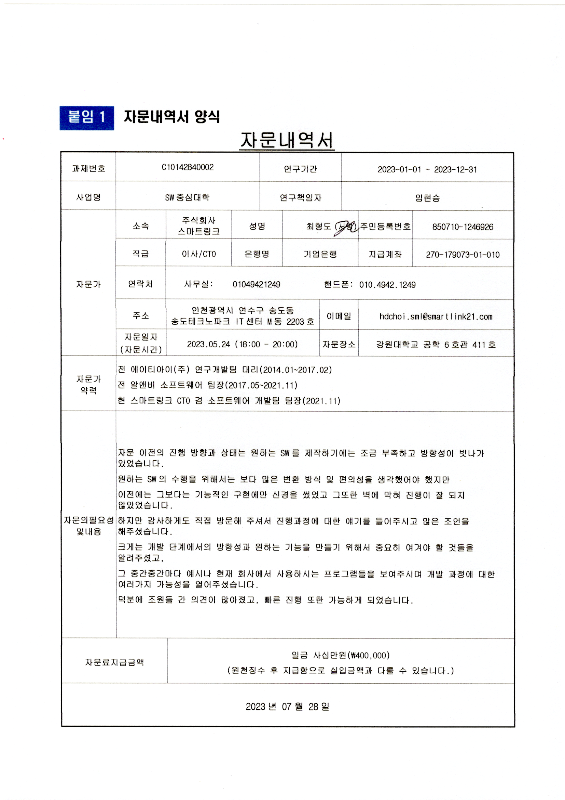 붙임 1 자문내역서 양식
자문내역서
과제번호 C10142640002 연구기간 2023-01-01 - 2023-12-31
사업명 SW중심대학 연구책임자 임현승
자문가
소속 주식회사 스마트링크 성명 최형도 주민등록번호 850710-1246926
직급 이사/CTO 은행명 기업은행 지급계좌 270-179073-01-010
연락처 사무실: 01049421249 핸드폰: 010.4942.1249
주소 인천광역시 연수구 송도동
송도테크노파크 IT센터 M동 2203호 이메일 hdchoi.sml@smartlink21.com
자문일자
(자문시간) 2023.05.24 (18:00 - 20:00) 자문장소 강원대학교 공학 6호관 411호
자문가
약력
전 에이티아이(주) 연구개발팀 대리(2014.01~2017.02)
전 알앤비 소프트웨어 팀장(2017.05-2021.11)
현 스마트링크 CTO 겸 소프트웨어 개발팀 팀장(2021.11)
자문의필요성
및내용
자문 이전의 진행 방향과 상태는 원하는 SW를 제작하기에는 조금 부족하고 방향성이 빗나가
있었습니다.
원하는 SW의 수행을 위해서는 보다 많은 변환 방식 및 편의성을 생각했어야 했지만
이전에는 그보다는 기능적인 구현에만 신경을 썼었고 그또한 벽에 막혀 진행이 잘 되지
않았었습니다.
하지만 감사하게도 직접 방문해 주셔서 진행과정에 대한 얘기를 들어주시고 많은 조언을
해주셨습니다.
크게는 개발 단계에서의 방향성과 원하는 기능을 만들기 위해서 중요히 여겨야 할 것들을
알려주셨고,
그 중간중간마다 예시나 현재 회사에서 사용하시는 프로그램들을 보여주시며 개발 과정에 대한
여러가지 가능성을 열어주셨습니다.
덕분에 조원들 간 의견이 많아졌고, 빠른 진행 또한 가능하게 되었습니다.
자문료지급금액
일금 사십만원(₩400,000)
(원천징수 후 지급함으로 실입금액과 다를 수 있습니다.)
2023년 07월 28일